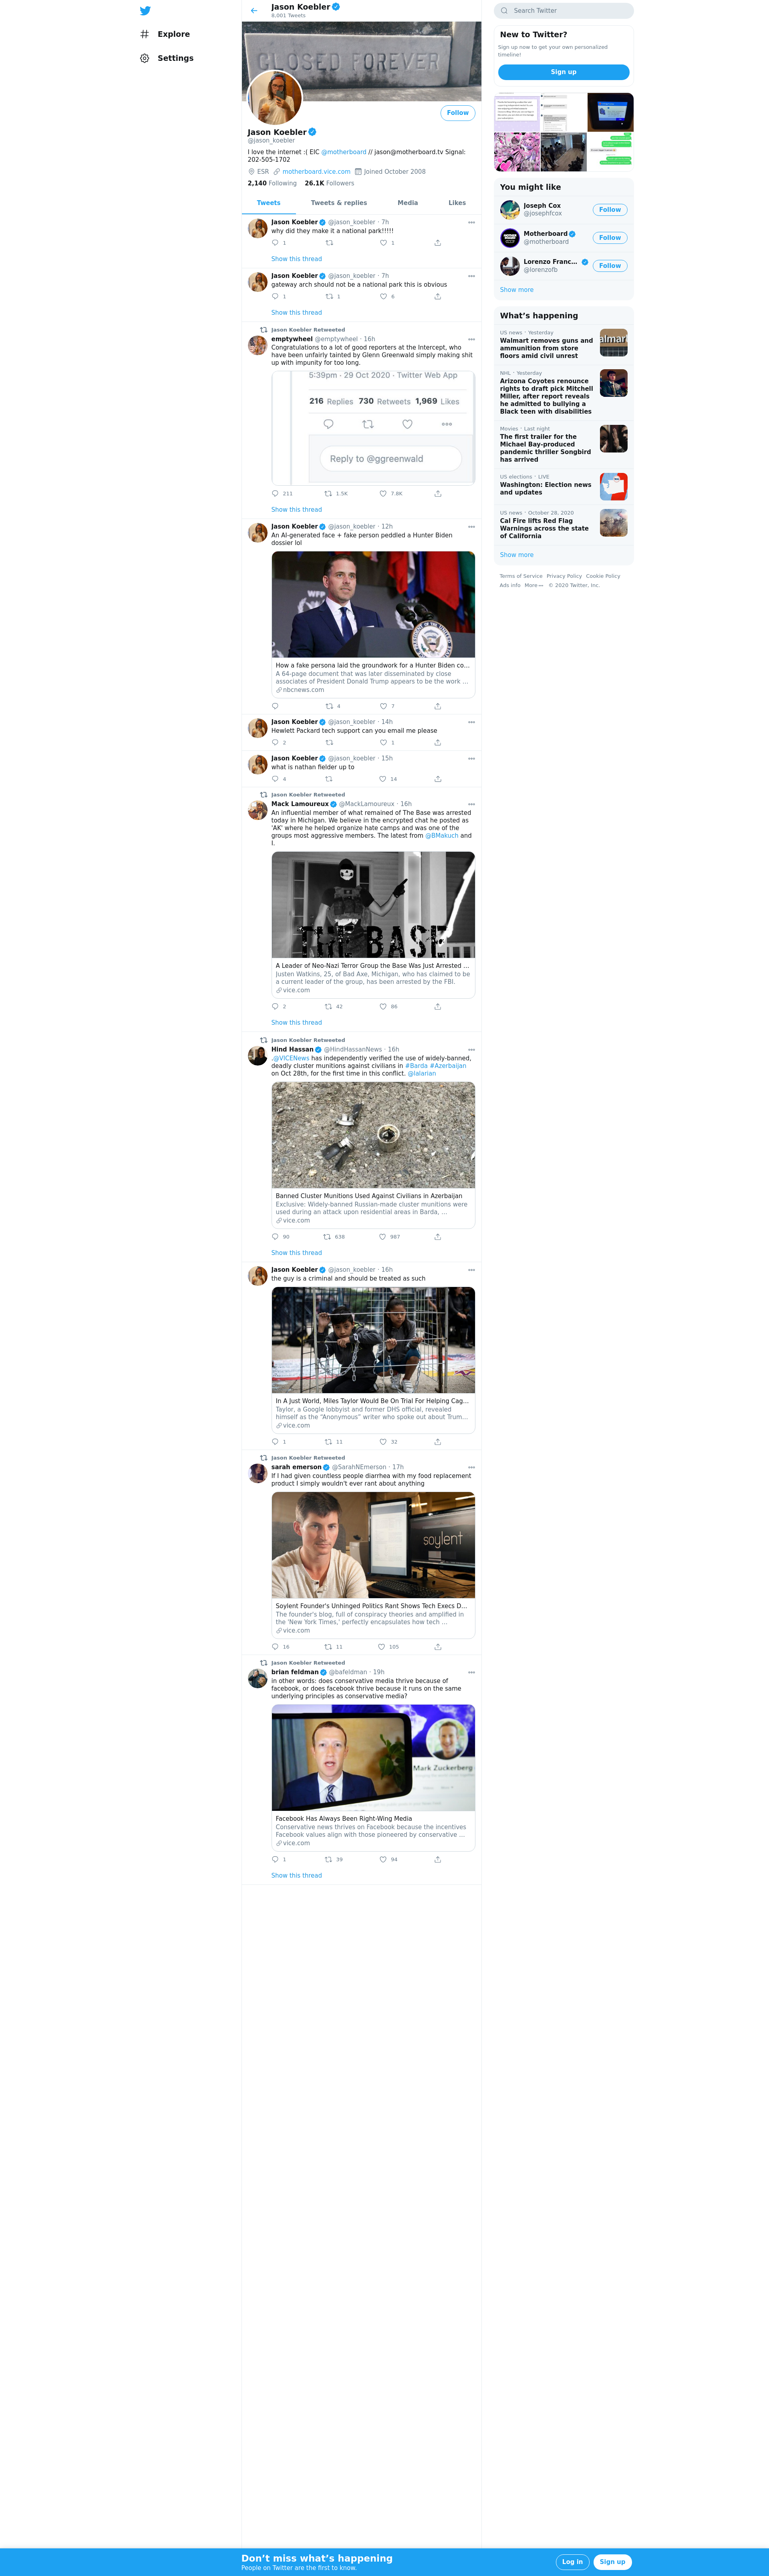 Explore
Settings
Jason Koebler
8,001 Tweets
CLOSED FOREVER
Follow
Jason Koebler
@jason_koebler
I love the internet :( EIC @motherboard // jason@motherboard.tv Signal:
202-505-1702
ESR motherboard.vice.com Joined October 2008
2,140 Following 26.1K Followers
Tweets Tweets & replies Media Likes
Jason Koebler @jason_koebler · 7h
why did they make it a national park!!!!!
1 1
Show this thread
Jason Koebler @jason_koebler · 7h
gateway arch should not be a national park this is obvious
1 1 6
Show this thread
Jason Koebler Retweeted
emptywheel @emptywheel · 16h
Congratulations to a lot of good reporters at the Intercept, who
have been unfairly tainted by Glenn Greenwald simply making shit
up with impunity for too long.
5:39pm · 29 Oct 2020 · Twitter Web App
216 Replies 730 Retweets 1,969 Likes
Reply to @ggreenwald
211 1.5K 7.8K
Show this thread
Jason Koebler @jason_koebler · 12h
An AI-generated face + fake person peddled a Hunter Biden
dossier lol
How a fake persona laid the groundwork for a Hunter Biden co...
A 64-page document that was later disseminated by close
associates of President Donald Trump appears to be the work ...
nbcnews.com
4 7
Jason Koebler @jason_koebler · 14h
Hewlett Packard tech support can you email me please
2 1
Jason Koebler @jason_koebler · 15h
what is nathan fielder up to
4 14
Jason Koebler Retweeted
Mack Lamoureux @MackLamoureux · 16h
An influential member of what remained of The Base was arrested
today in Michigan. We believe in the encrypted chat he posted as
'AK' where he helped organize hate camps and was one of the
groups most aggressive members. The latest from @BMakuch and
I.
THE BASE
A Leader of Neo-Nazi Terror Group the Base Was Just Arrested ...
Justen Watkins, 25, of Bad Axe, Michigan, who has claimed to be
a current leader of the group, has been arrested by the FBI.
vice.com
2 42 86
Show this thread
Jason Koebler Retweeted
Hind Hassan @HindHassanNews · 16h
.@VICENews has independently verified the use of widely-banned,
deadly cluster munitions against civilians in #Barda #Azerbaijan
on Oct 28th, for the first time in this conflict. @lalarian
Banned Cluster Munitions Used Against Civilians in Azerbaijan
Exclusive: Widely-banned Russian-made cluster munitions were
used during an attack upon residential areas in Barda, ...
vice.com
90 638 987
Show this thread
Jason Koebler @jason_koebler · 16h
the guy is a criminal and should be treated as such
In A Just World, Miles Taylor Would Be On Trial For Helping Cag...
Taylor, a Google lobbyist and former DHS official, revealed
himself as the "Anonymous" writer who spoke out about Trum...
vice.com
1 11 32
Jason Koebler Retweeted
sarah emerson @SarahNEmerson · 17h
If I had given countless people diarrhea with my food replacement
product I simply wouldn't ever rant about anything
soylent
Soylent Founder's Unhinged Politics Rant Shows Tech Execs D...
The founder's blog, full of conspiracy theories and amplified in
the 'New York Times,' perfectly encapsulates how tech ...
vice.com
16 11 105
Jason Koebler Retweeted
brian feldman @bafeldman · 19h
in other words: does conservative media thrive because of
facebook, or does facebook thrive because it runs on the same
underlying principles as conservative media?
Mark Zuckerberg
Facebook Has Always Been Right-Wing Media
Conservative news thrives on Facebook because the incentives
Facebook values align with those pioneered by conservative ...
vice.com
1 39 94
Show this thread
Search Twitter
New to Twitter?
Sign up now to get your own personalized
timeline!
Sign up
You might like
Joseph Cox
@josephfcox
Follow
Motherboard
@motherboard
Follow
Lorenzo Franc...
@lorenzofb
Follow
Show more
What's happening
US news · Yesterday
Walmart removes guns and
ammunition from store
floors amid civil unrest
NHL · Yesterday
Arizona Coyotes renounce
rights to draft pick Mitchell
Miller, after report reveals
he admitted to bullying a
Black teen with disabilities
Movies · Last night
The first trailer for the
Michael Bay-produced
pandemic thriller Songbird
has arrived
US elections · LIVE
Washington: Election news
and updates
US news · October 28, 2020
Cal Fire lifts Red Flag
Warnings across the state
of California
Show more
Terms of Service Privacy Policy Cookie Policy
Ads info More © 2020 Twitter, Inc.
Don't miss what's happening
People on Twitter are the first to know.
Log in Sign up